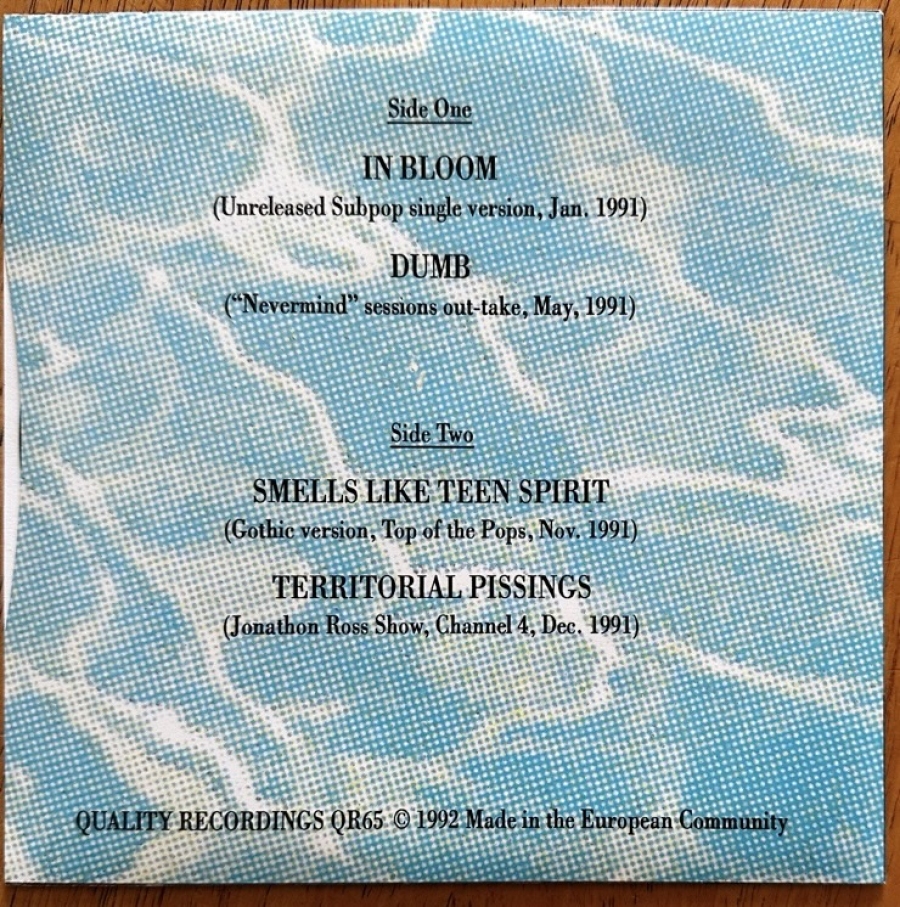 Side One
IN BLOOM
(Unreleased Subpop single version, Jan. 1991)
DUMB
(“Nevermind” sessions out-take, May, 1991)
Side Two
SMELLS LIKE TEEN SPIRIT
(Gothic version, Top of the Pops, Nov. 1991)
TERRITORIAL PISSINGS
(Jonathon Ross Show, Channel 4, Dec. 1991)
QUALITY RECORDINGS QR65 © 1992 Made in the European Community